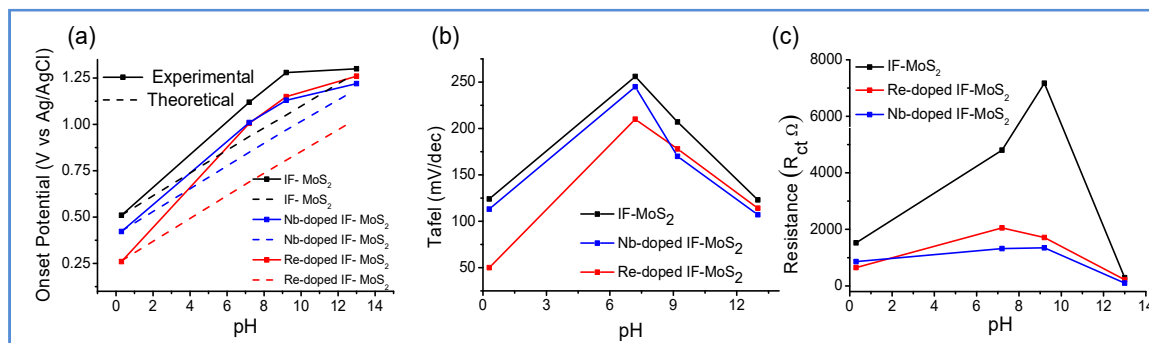 (a)
Onset Potential (V vs Ag/AgCl)
1.25
1.00
0.75
0.50
0.25
Experimental
Theoretical
IF- MoS₂
IF- MoS₂
Nb-doped IF- MoS₂
Nb-doped IF- MoS₂
Re-doped IF- MoS₂
Re-doped IF- MoS₂
0 2 4 6 8 10 12 14
pH
(b)
Tafel (mV/dec)
250
200
150
100
50
IF-MoS₂
Nb-doped IF-MoS₂
Re-doped IF-MoS₂
0 3 6 9 12
pH
(c)
Resistance (R_ct Ω)
8000
6000
4000
2000
0
IF-MoS₂
Re-doped IF-MoS₂
Nb-doped IF-MoS₂
0 2 4 6 8 10 12 14
pH